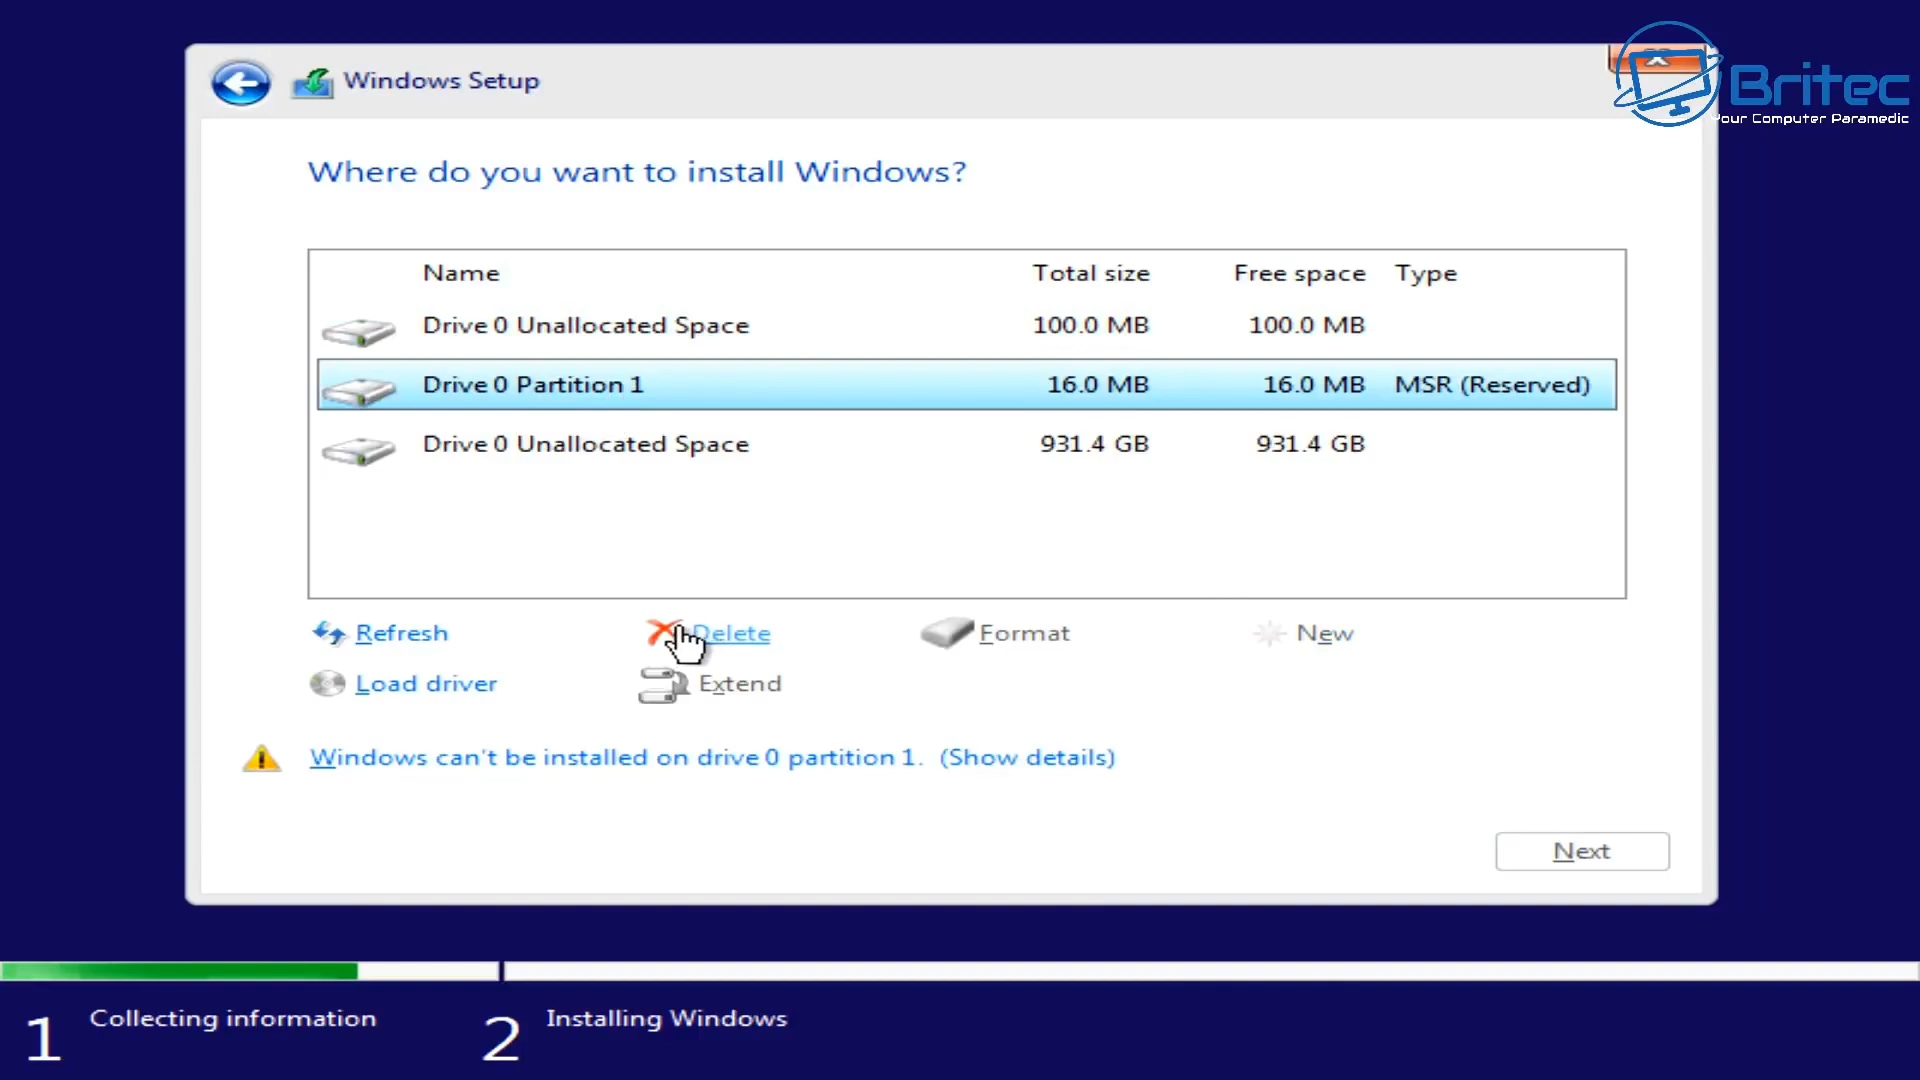 Windows Setup
Britec
Your Computer Paramedic
Where do you want to install Windows?
Name Total size Free space Type
Drive 0 Unallocated Space 100.0 MB 100.0 MB
Drive 0 Partition 1 16.0 MB 16.0 MB MSR (Reserved)
Drive 0 Unallocated Space 931.4 GB 931.4 GB
Refresh Delete Format New
Load driver Extend
Windows can't be installed on drive 0 partition 1. (Show details)
Next
1 Collecting information 2 Installing Windows